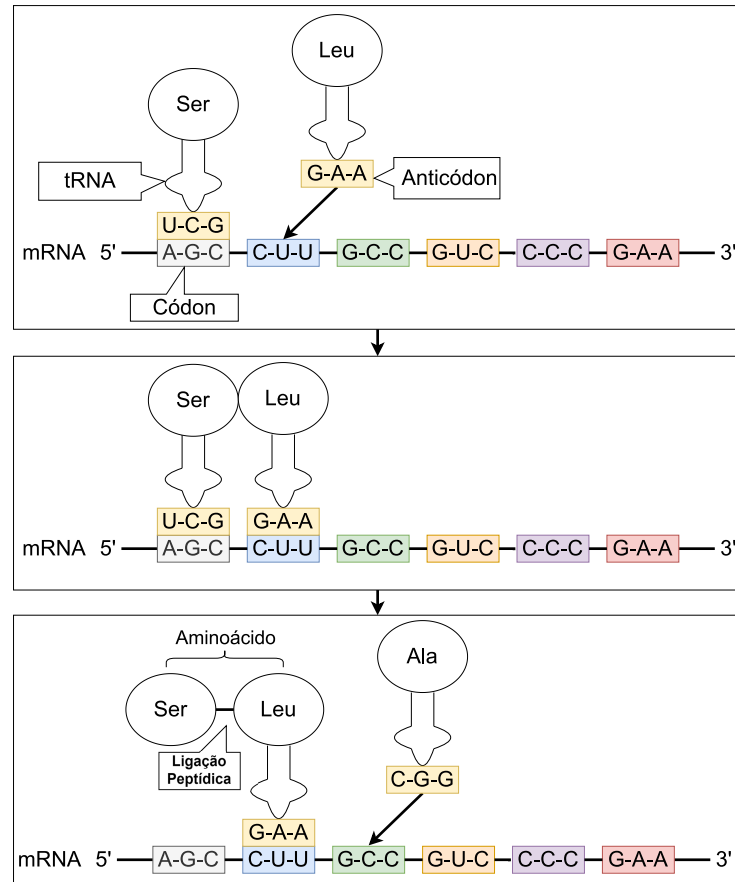 Leu
Ser
tRNA
G-A-A
Anticódon
U-C-G
mRNA 5' A-G-C C-U-U G-C-C G-U-C C-C-C G-A-A 3'
Códon
Ser Leu
U-C-G G-A-A
mRNA 5' A-G-C C-U-U G-C-C G-U-C C-C-C G-A-A 3'
Aminoácido
Ala
Ser Leu
Ligação
Peptídica
C-G-G
G-A-A
mRNA 5' A-G-C C-U-U G-C-C G-U-C C-C-C G-A-A 3'